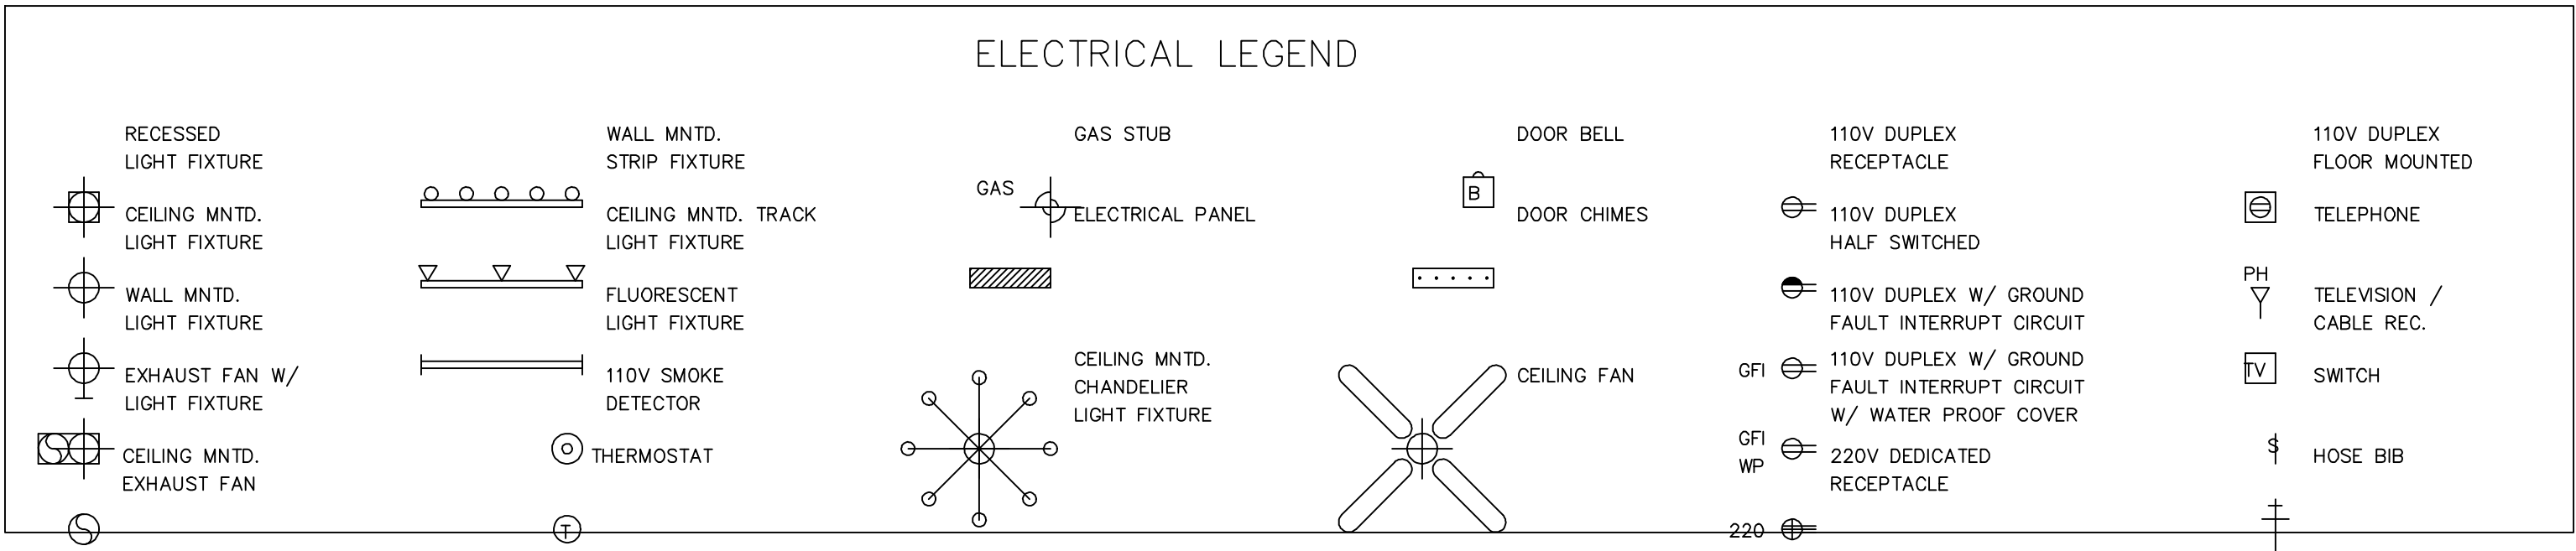 ELECTRICAL LEGEND
RECESSED
LIGHT FIXTURE
CEILING MNTD.
LIGHT FIXTURE
WALL MNTD.
LIGHT FIXTURE
EXHAUST FAN W/
LIGHT FIXTURE
CEILING MNTD.
EXHAUST FAN
WALL MNTD.
STRIP FIXTURE
CEILING MNTD. TRACK
LIGHT FIXTURE
FLUORESCENT
LIGHT FIXTURE
110V SMOKE
DETECTOR
THERMOSTAT
T
GAS STUB
GAS
ELECTRICAL PANEL
CEILING MNTD.
CHANDELIER
LIGHT FIXTURE
DOOR BELL
B
DOOR CHIMES
CEILING FAN
110V DUPLEX
RECEPTACLE
110V DUPLEX
HALF SWITCHED
110V DUPLEX W/ GROUND
FAULT INTERRUPT CIRCUIT
GFI
110V DUPLEX W/ GROUND
FAULT INTERRUPT CIRCUIT
W/ WATER PROOF COVER
GFI
WP
220V DEDICATED
RECEPTACLE
220
110V DUPLEX
FLOOR MOUNTED
TELEPHONE
PH
TELEVISION /
CABLE REC.
TV
SWITCH
S
HOSE BIB